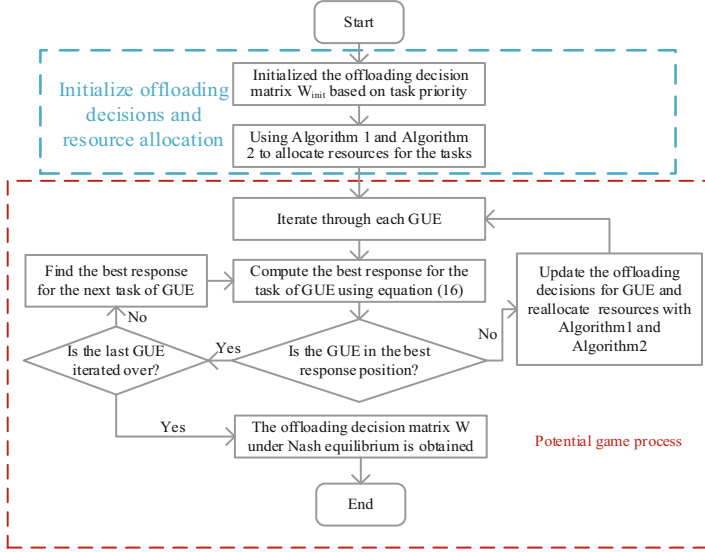 Start
Initialize offloading
decisions and
resource allocation
Initialized the offloading decision
matrix Winit based on task priority
Using Algorithm 1 and Algorithm
2 to allocate resources for the tasks
Iterate through each GUE
Find the best response
for the next task of GUE
Compute the best response for the
task of GUE using equation (16)
Update the offloading
decisions for GUE and
reallocate resources with
Algorithm1 and
Algorithm2
No
No
Is the last GUE
iterated over?
Yes
Is the GUE in the best
response position?
Yes
The offloading decision matrix W
under Nash equilibrium is obtained
Potential game process
End